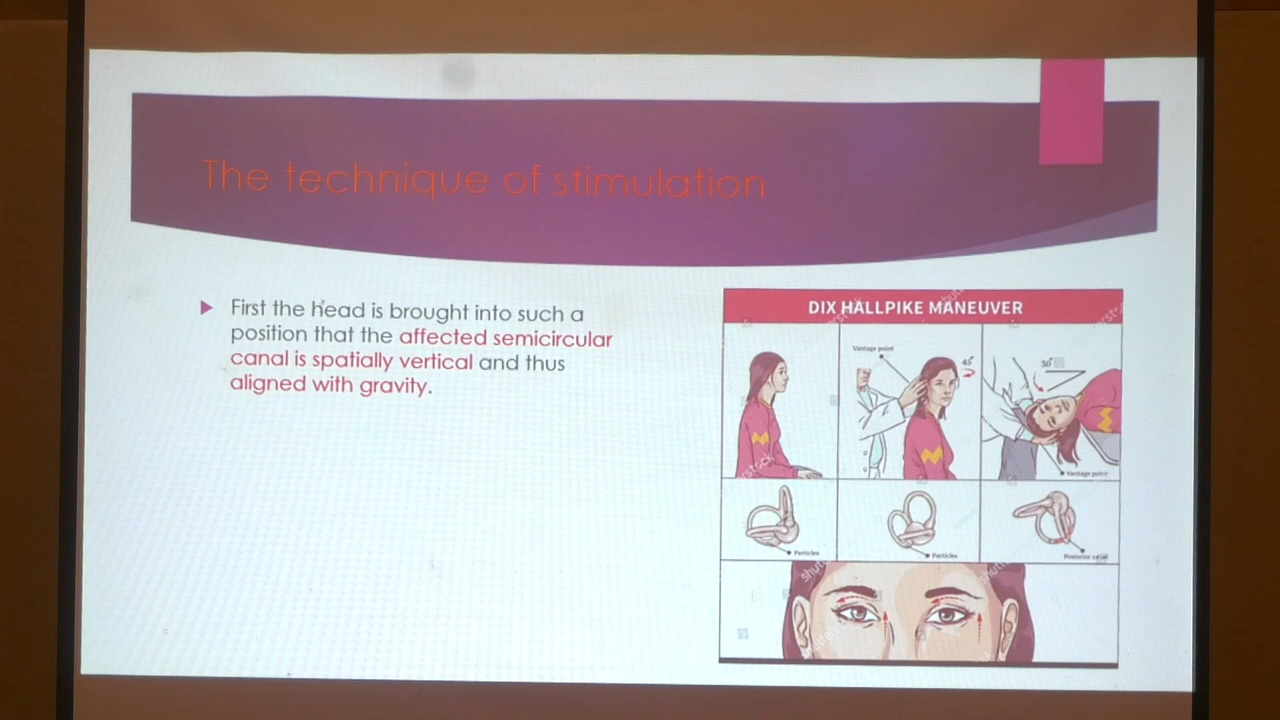 The technique of stimulation
First the head is brought into such a
position that the affected semicircular
canal is spatially vertical and thus
aligned with gravity.
DIX HALLPIKE MANEUVER
Vantage point
45°
30°
Vantage point
Particles
Particles
Posterior canal